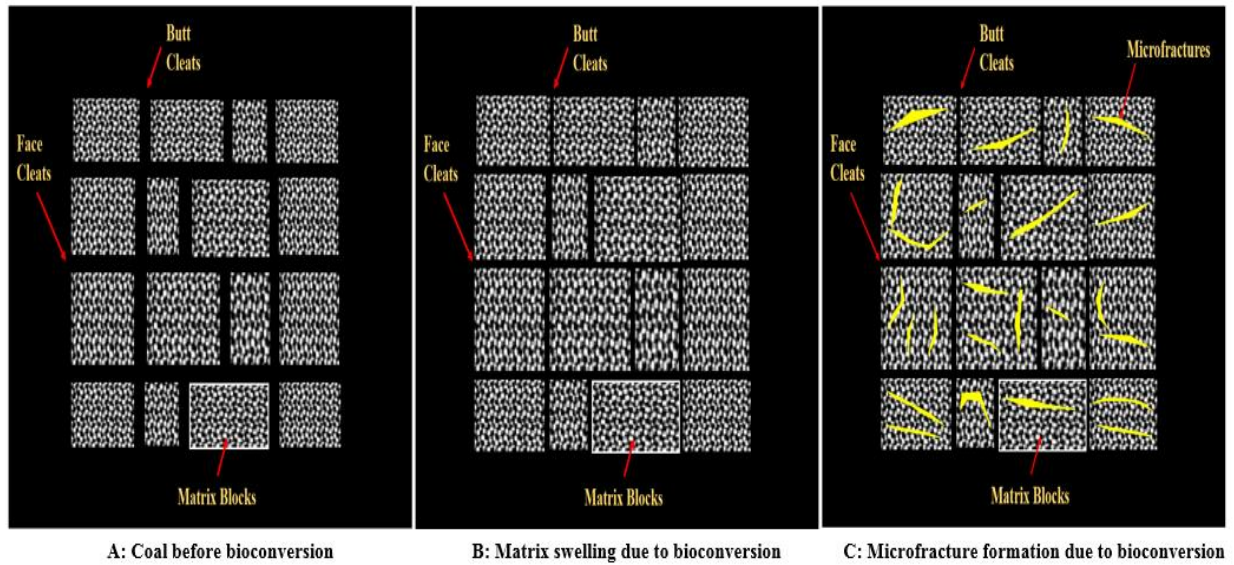 Butt
Cleats
Face
Cleats
Matrix Blocks
A: Coal before bioconversion
Butt
Cleats
Face
Cleats
Matrix Blocks
B: Matrix swelling due to bioconversion
Butt
Cleats
Microfractures
Face
Cleats
Matrix Blocks
C: Microfracture formation due to bioconversion